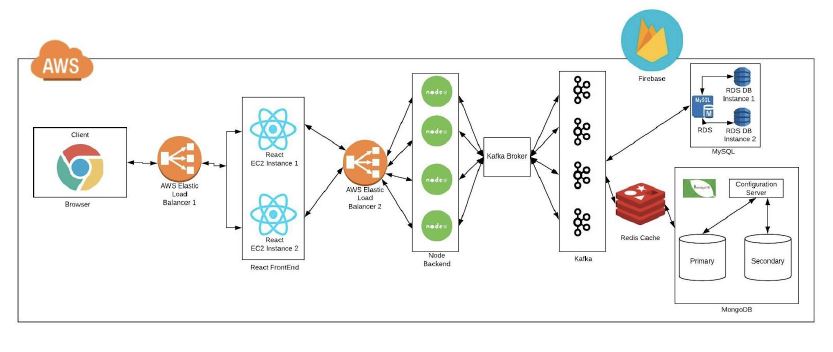 AWS
Firebase
Client
Browser
AWS Elastic
Load
Balancer 1
React
EC2 Instance 1
React
EC2 Instance 2
React FrontEnd
AWS Elastic
Load
Balancer 2
node
node
node
node
Node
Backend
Kafka Broker
Kafka
Redis Cache
MySQL
RDS
RDS DB
Instance 1
RDS DB
Instance 2
MySQL
Configuration
Server
Primary
Secondary
MongoDB